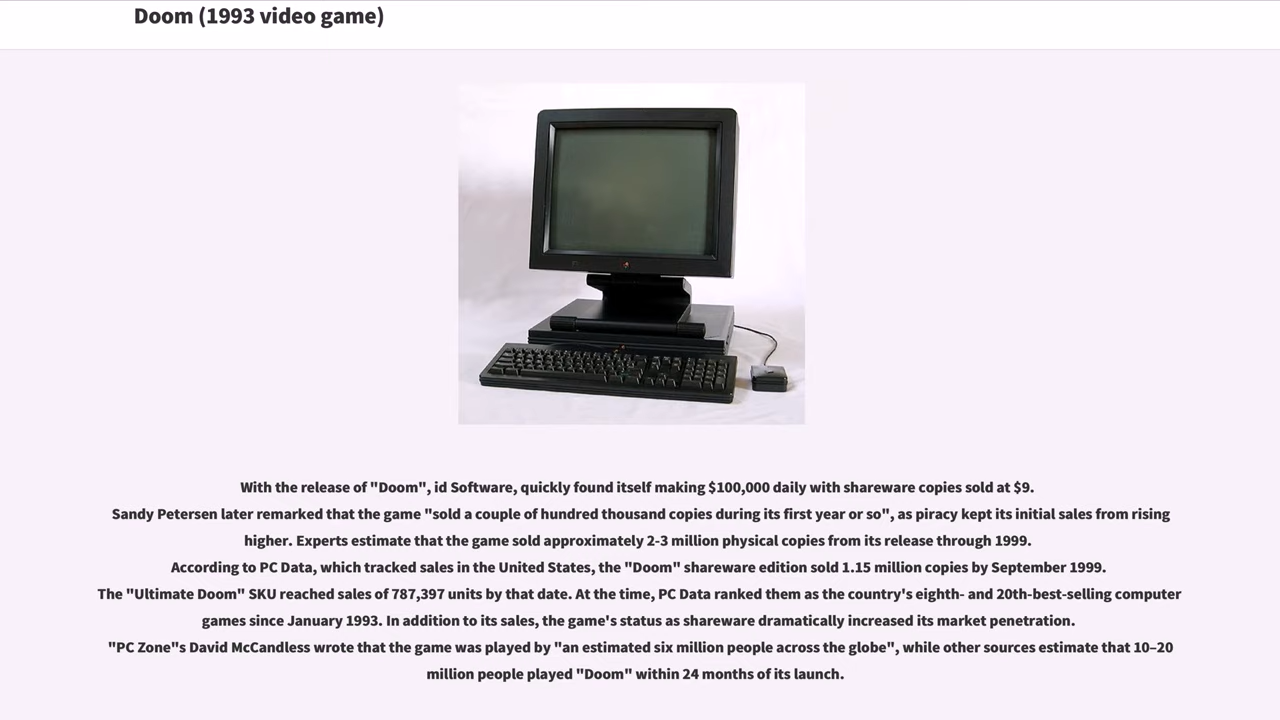 Doom (1993 video game)
With the release of "Doom", id Software, quickly found itself making $100,000 daily with shareware copies sold at $9.
Sandy Petersen later remarked that the game "sold a couple of hundred thousand copies during its first year or so", as piracy kept its initial sales from rising
higher. Experts estimate that the game sold approximately 2-3 million physical copies from its release through 1999.
According to PC Data, which tracked sales in the United States, the "Doom" shareware edition sold 1.15 million copies by September 1999.
The "Ultimate Doom" SKU reached sales of 787,397 units by that date. At the time, PC Data ranked them as the country's eighth- and 20th-best-selling computer
games since January 1993. In addition to its sales, the game's status as shareware dramatically increased its market penetration.
"PC Zone"s David McCandless wrote that the game was played by "an estimated six million people across the globe", while other sources estimate that 10–20
million people played "Doom" within 24 months of its launch.